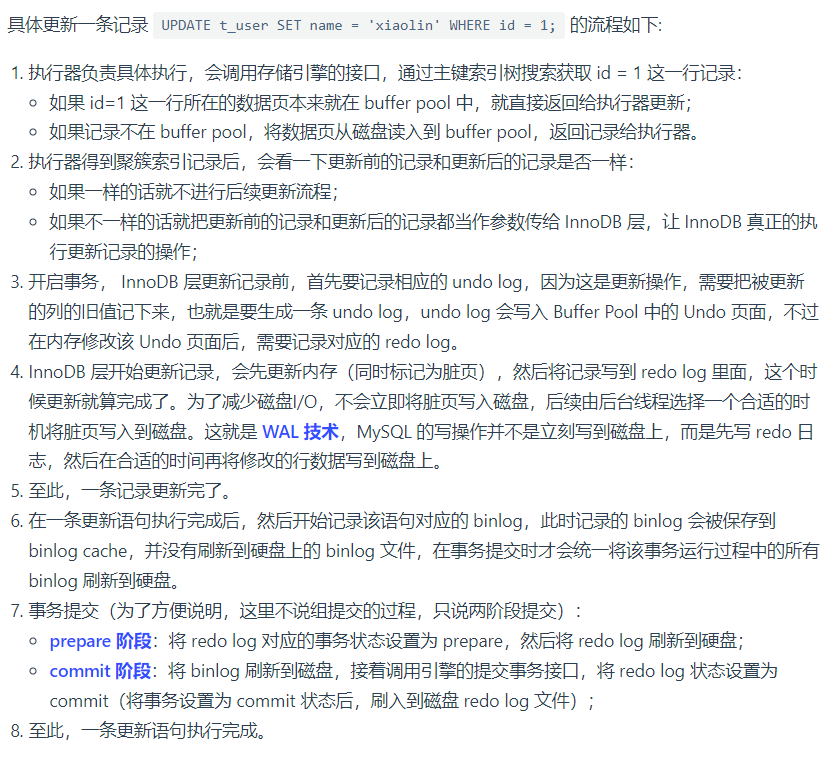 具体更新一条记录 UPDATE t_user SET name = 'xiaolin' WHERE id = 1; 的流程如下:
1. 执行器负责具体执行，会调用存储引擎的接口，通过主键索引树搜索获取 id = 1 这一行记录：
○ 如果 id=1 这一行所在的数据页本来就在 buffer pool 中，就直接返回给执行器更新；
○ 如果记录不在 buffer pool，将数据页从磁盘读入到 buffer pool，返回记录给执行器。
2. 执行器得到聚簇索引记录后，会看一下更新前的记录和更新后的记录是否一样：
○ 如果一样的话就不进行后续更新流程；
○ 如果不一样的话就把更新前的记录和更新后的记录都当作参数传给 InnoDB 层，让 InnoDB 真正的执
行更新记录的操作；
3. 开启事务， InnoDB 层更新记录前，首先要记录相应的 undo log，因为这是更新操作，需要把被更新
的列的旧值记下来，也就是要生成一条 undo log，undo log 会写入 Buffer Pool 中的 Undo 页面，不过
在内存修改该 Undo 页面后，需要记录对应的 redo log。
4. InnoDB 层开始更新记录，会先更新内存（同时标记为脏页），然后将记录写到 redo log 里面，这个时
候更新就算完成了。为了减少磁盘I/O，不会立即将脏页写入磁盘，后续由后台线程选择一个合适的时
机将脏页写入到磁盘。这就是 WAL 技术，MySQL 的写操作并不是立刻写到磁盘上，而是先写 redo 日
志，然后在合适的时间再将修改的行数据写到磁盘上。
5. 至此，一条记录更新完了。
6. 在一条更新语句执行完成后，然后开始记录该语句对应的 binlog，此时记录的 binlog 会被保存到
binlog cache，并没有刷新到硬盘上的 binlog 文件，在事务提交时才会统一将该事务运行过程中的所有
binlog 刷新到硬盘。
7. 事务提交（为了方便说明，这里不说组提交的过程，只说两阶段提交）：
○ prepare 阶段：将 redo log 对应的事务状态设置为 prepare，然后将 redo log 刷新到硬盘；
○ commit 阶段：将 binlog 刷新到磁盘，接着调用引擎的提交事务接口，将 redo log 状态设置为
commit（将事务设置为 commit 状态后，刷入到磁盘 redo log 文件）；
8. 至此，一条更新语句执行完成。